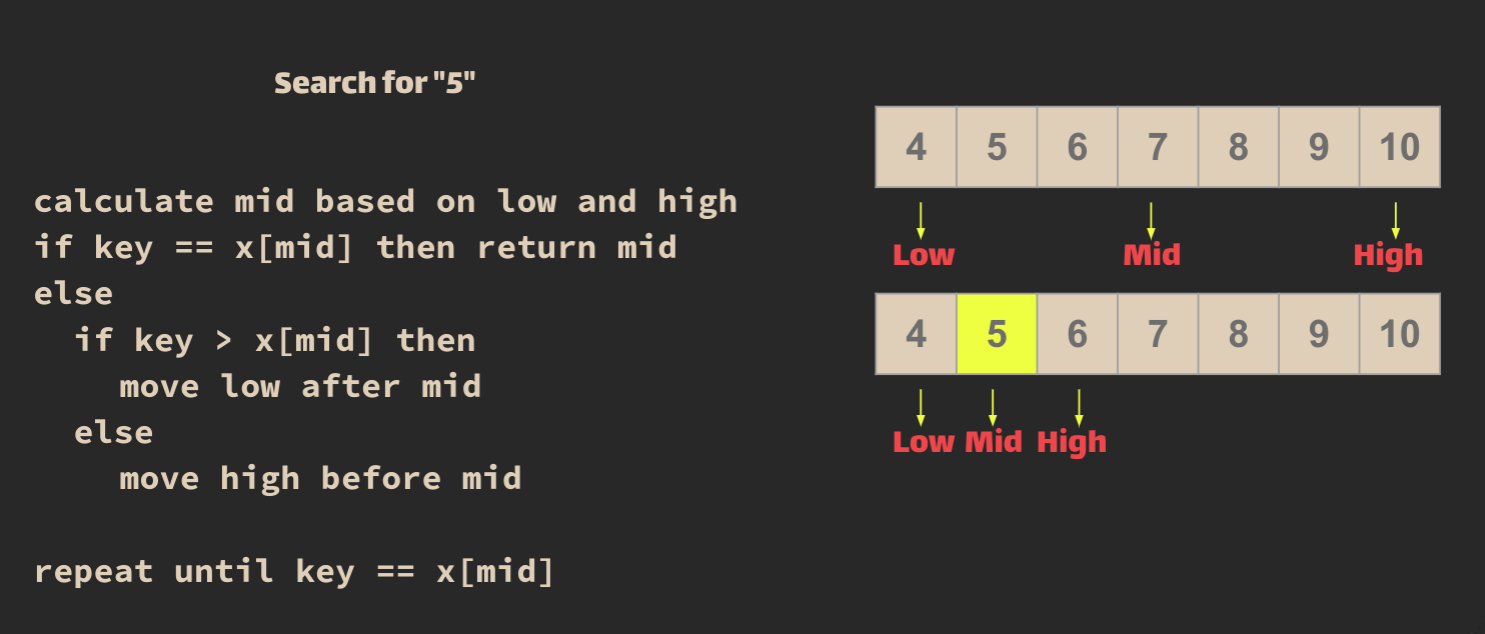 Search for "5"
calculate mid based on low and high
if key == x[mid] then return mid
else
if key > x[mid] then
move low after mid
else
move high before mid
repeat until key == x[mid]
4 5 6 7 8 9 10
Low Mid High
4 5 6 7 8 9 10
Low Mid High